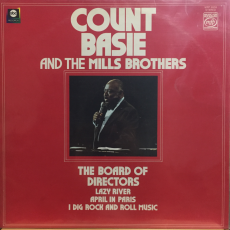 COUNT
BASIE
AND THE MILLS BROTHERS
THE BOARD OF
DIRECTORS
LAZY RIVER
APRIL IN PARIS
I DIG ROCK AND ROLL MUSIC